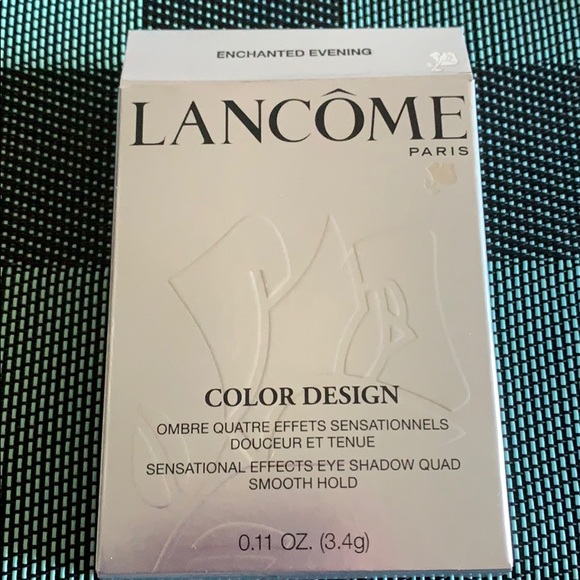 ENCHANTED EVENING
LANCÔME
PARIS
COLOR DESIGN
OMBRE QUATRE EFFETS SENSATIONNELS
DOUCEUR ET TENUE
SENSATIONAL EFFECTS EYE SHADOW QUAD
SMOOTH HOLD
0.11 OZ. (3.4g)